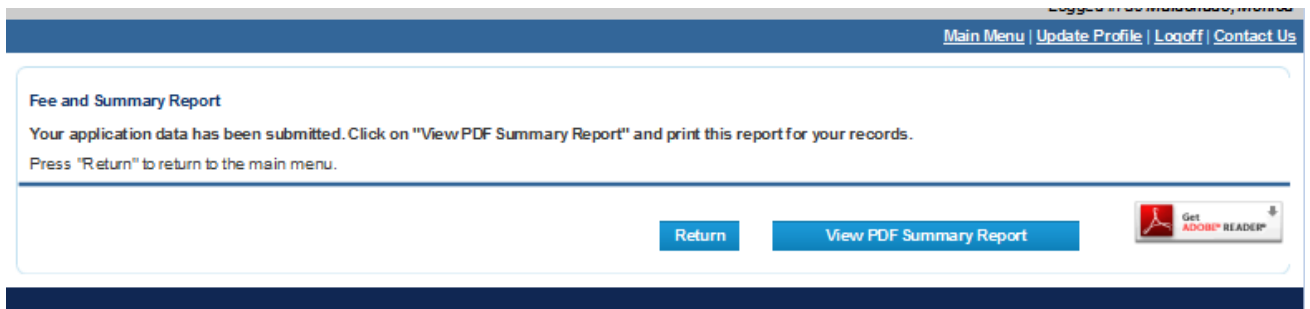 Main Menu | Update Profile | Logoff | Contact Us
Fee and Summary Report
Your application data has been submitted. Click on "View PDF Summary Report" and print this report for your records.
Press "Return" to return to the main menu.
Return
View PDF Summary Report
Get
ADOBE® READER®